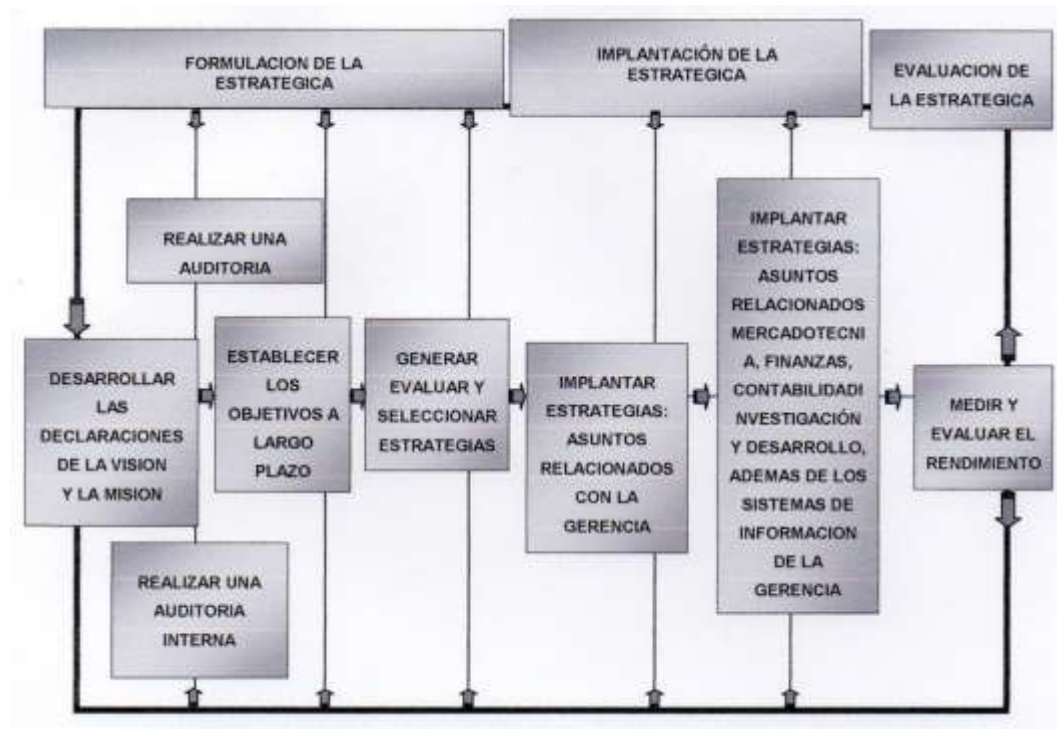 FORMULACION DE LA
ESTRATEGICA
IMPLANTACIÓN DE LA
ESTRATEGICA
EVALUACION DE
LA ESTRATEGICA
REALIZAR UNA
AUDITORIA
DESARROLLAR
LAS
DECLARACIONES
DE LA VISION
Y LA MISION
REALIZAR UNA
AUDITORIA
INTERNA
ESTABLECER
LOS
OBJETIVOS A
LARGO
PLAZO
GENERAR
EVALUAR Y
SELECCIONAR
ESTRATEGIAS
IMPLANTAR
ESTRATEGIAS:
ASUNTOS
RELACIONADOS
CON LA
GERENCIA
IMPLANTAR
ESTRATEGIAS:
ASUNTOS
RELACIONADOS
MERCADOTECNI
A, FINANZAS,
CONTABILIDADI
NVESTIGACIÓN
Y DESARROLLO,
ADEMAS DE LOS
SISTEMAS DE
INFORMACION
DE LA
GERENCIA
MEDIR Y
EVALUAR EL
RENDIMIENTO